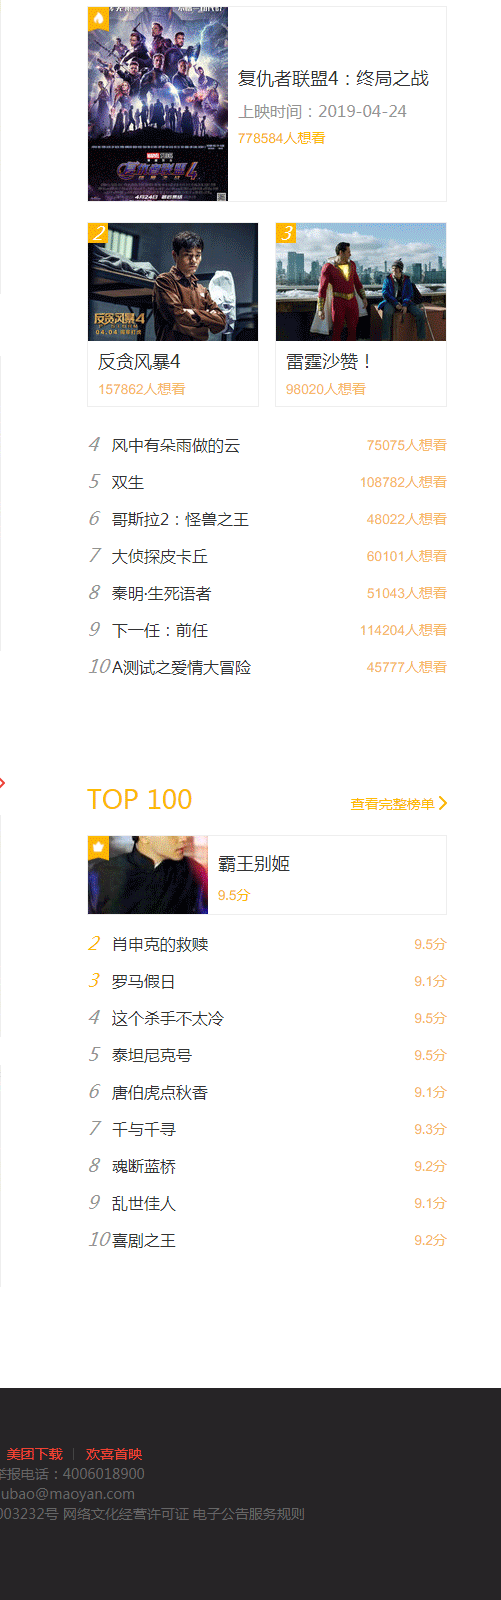 MARVEL STUDIOS
4月24日
复仇者联盟4：终局之战
上映时间：2019-04-24
778584人想看
2
反贪风暴4
04.04
3
反贪风暴4
157862人想看
雷霆沙赞！
98020人想看
4 风中有朵雨做的云 75075人想看
5 双生 108782人想看
6 哥斯拉2：怪兽之王 48022人想看
7 大侦探皮卡丘 60101人想看
8 秦明·生死语者 51043人想看
9 下一任：前任 114204人想看
10 A测试之爱情大冒险 45777人想看
TOP 100 查看完整榜单
霸王别姬
9.5分
2 肖申克的救赎 9.5分
3 罗马假日 9.1分
4 这个杀手不太冷 9.5分
5 泰坦尼克号 9.5分
6 唐伯虎点秋香 9.1分
7 千与千寻 9.3分
8 魂断蓝桥 9.2分
9 乱世佳人 9.1分
10 喜剧之王 9.2分
美团下载 | 欢喜首映
举报电话：4006018900
ubao@maoyan.com
003232号 网络文化经营许可证 电子公告服务规则